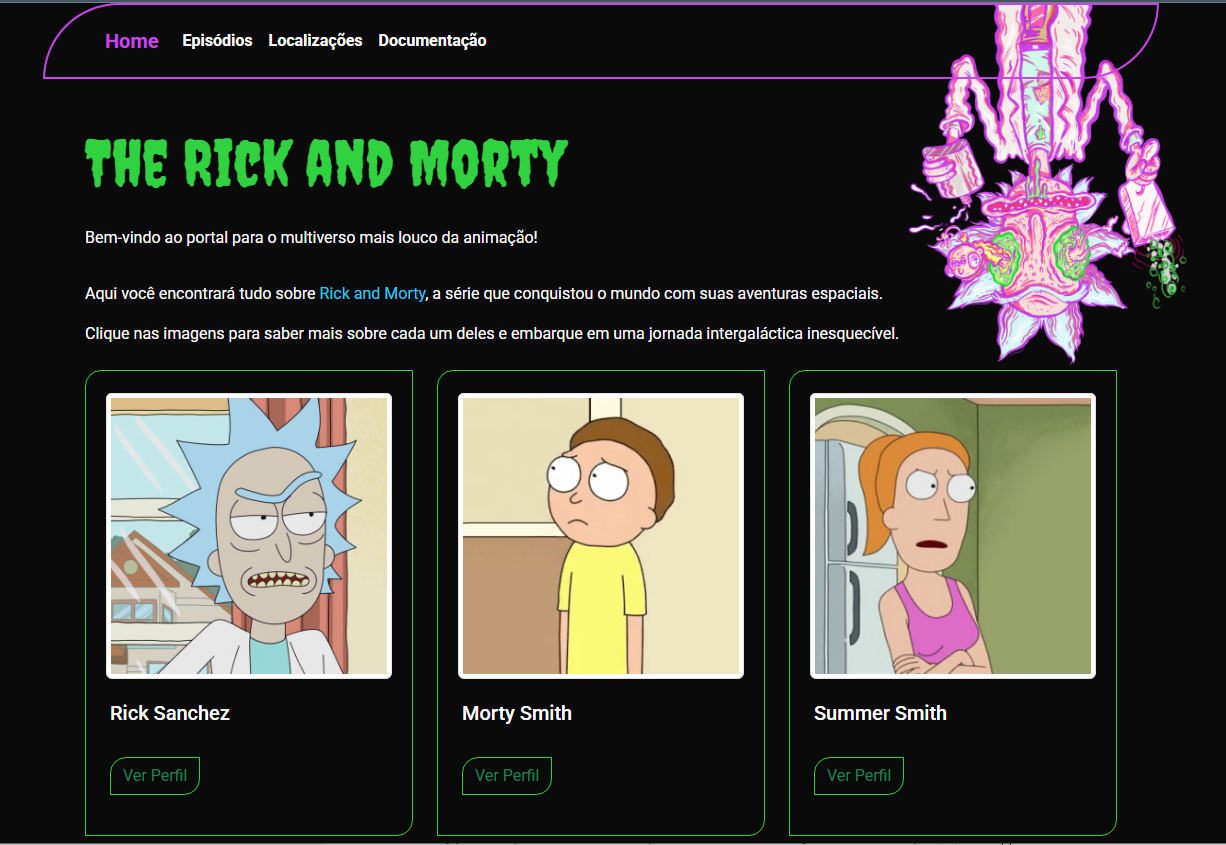 Home Episódios Localizações Documentação
THE RICK AND MORTY
Bem-vindo ao portal para o multiverso mais louco da animação!
Aqui você encontrará tudo sobre Rick and Morty, a série que conquistou o mundo com suas aventuras espaciais.
Clique nas imagens para saber mais sobre cada um deles e embarque em uma jornada intergaláctica inesquecível.
Rick Sanchez
Morty Smith
Summer Smith
Ver Perfil
Ver Perfil
Ver Perfil